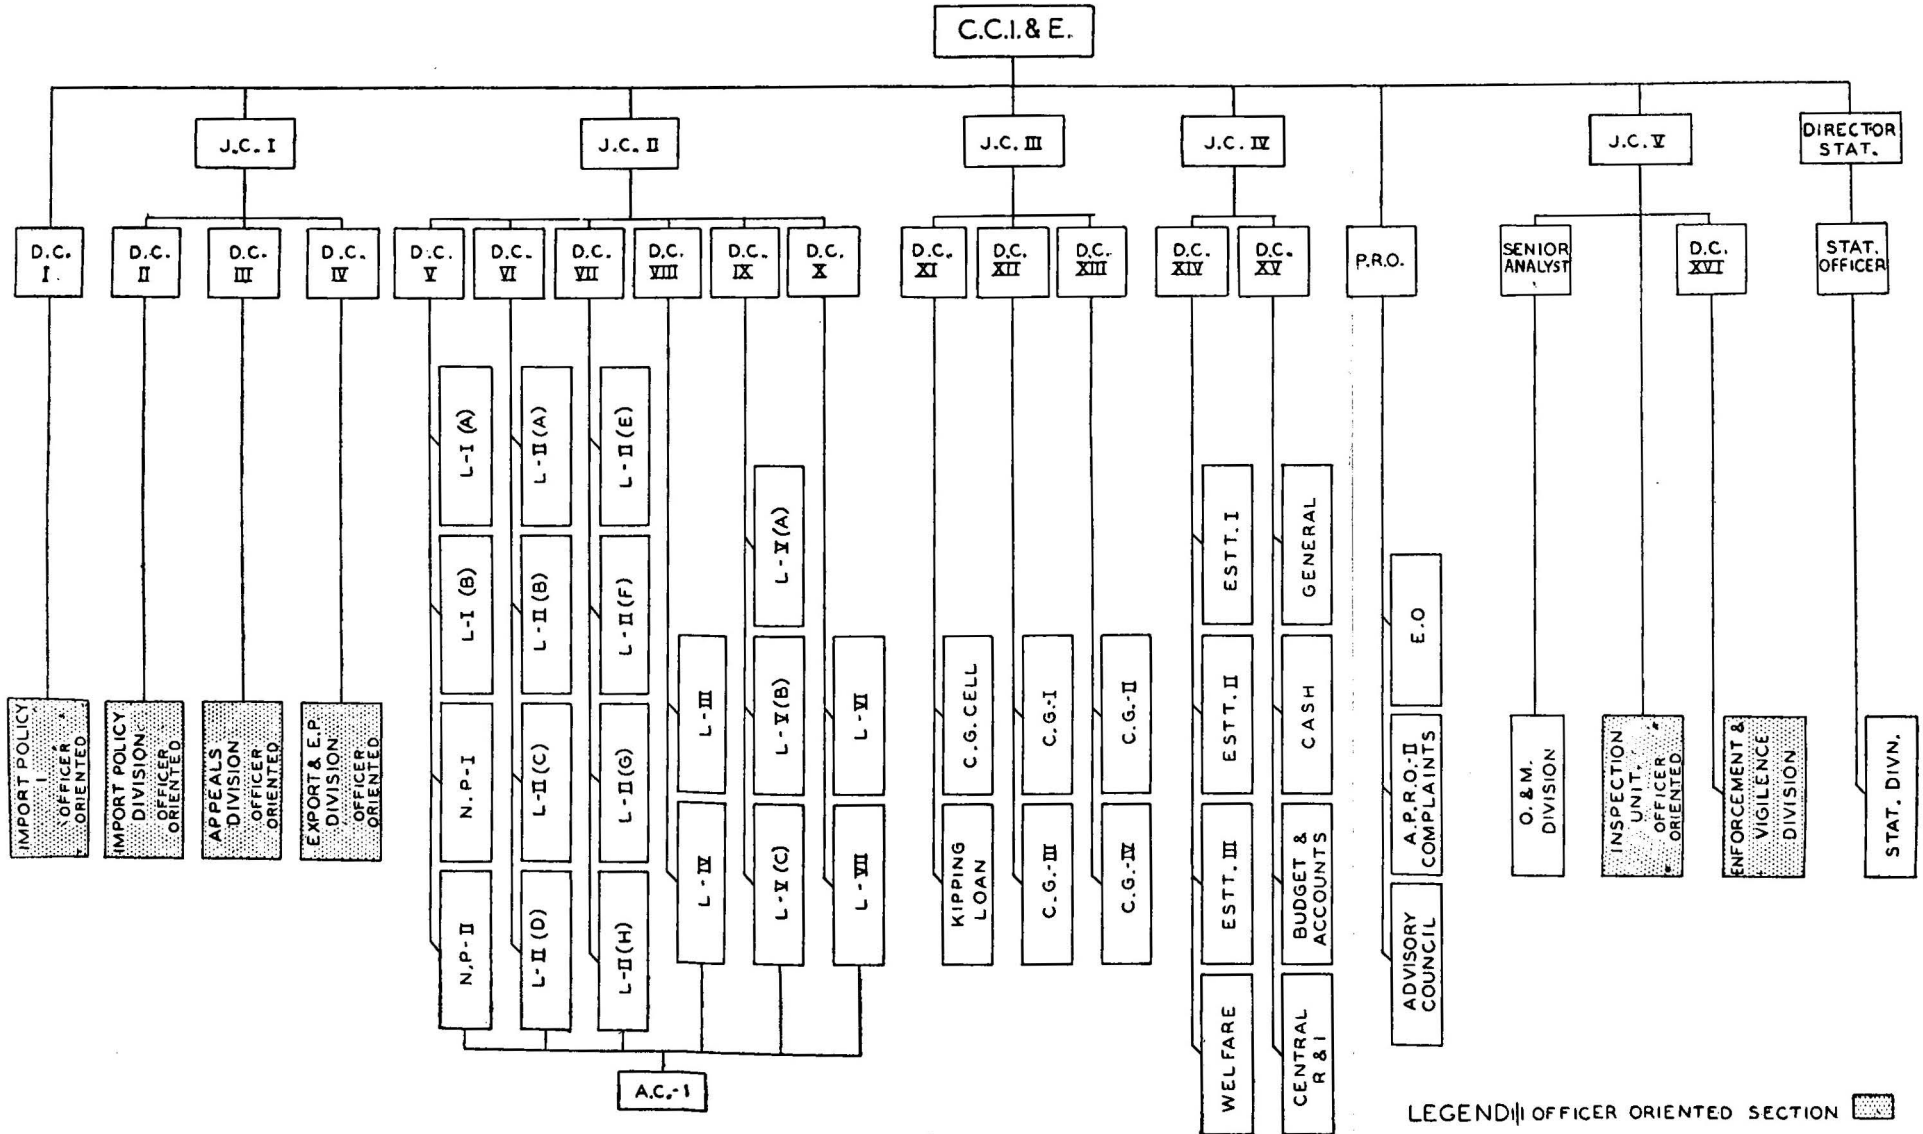 C.C.I. & E.
J.C. I
J.C. II
J.C. III
J.C. IV
J.C. V
DIRECTOR
STAT.
D.C.
I
D.C.
II
D.C.
III
D.C.
IV
D.C.
V
D.C.
VI
D.C.
VII
D.C.
VIII
D.C.
IX
D.C.
X
D.C.
XI
D.C.
XII
D.C.
XIII
D.C.
XIV
D.C.
XV
P.R.O.
SENIOR
ANALYST
D.C.
XVI
STAT.
OFFICER
IMPORT POLICY
I
OFFICER
ORIENTED
IMPORT POLICY
DIVISION
OFFICER
ORIENTED
APPEALS
DIVISION
OFFICER
ORIENTED
EXPORT & E.P
DIVISION
OFFICER
ORIENTED
L-I (A)
L-I (B)
N.P-I
N.P-II
L-II (A)
L-II (B)
L-II (C)
L-II (D)
L-II (E)
L-II (F)
L-II (G)
L-II (H)
L-III
L-IV
L-V (A)
L-V (B)
L-V (C)
L-VI
L-VII
A.C.-I
C.G. CELL
KIPPING
LOAN
C.G.-I
C.G.-III
C.G.-II
C.G.-IV
ESTT. I
ESTT. II
ESTT. III
WELFARE
GENERAL
CASH
BUDGET &
ACCOUNTS
CENTRAL
R & I
E.O
A.P.R.O.-II
COMPLAINTS
ADVISORY
COUNCIL
O. & M.
DIVISION
INSPECTION
UNIT.
OFFICER
ORIENTED
ENFORCEMENT &
VIGILENCE
DIVISION
STAT. DIVN.
LEGEND OFFICER ORIENTED SECTION